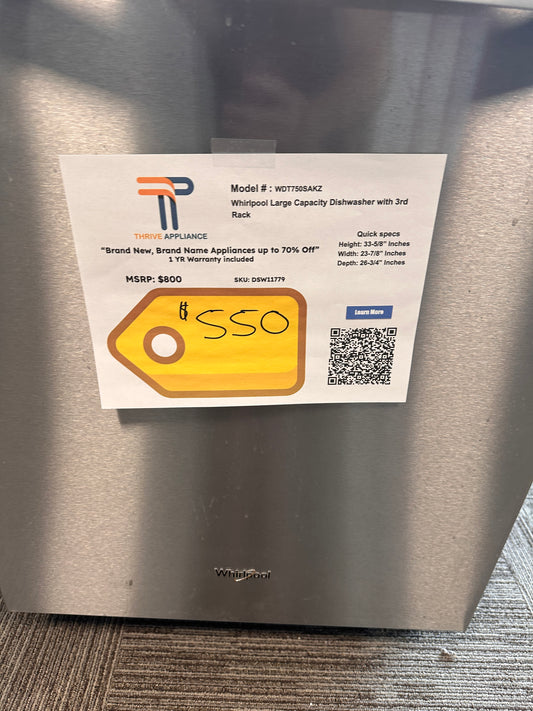 TP
THRIVE APPLIANCE
Model # : WDT750SAKZ
Whirlpool Large Capacity Dishwasher with 3rd
Rack
"Brand New, Brand Name Appliances up to 70% Off"
1 YR Warranty included
Quick specs
Height: 33-5/8" Inches
Width: 23-7/8" Inches
Depth: 26-3/4" Inches
MSRP: $800
SKU: DSW11779
$550
Learn More
Whirlpool